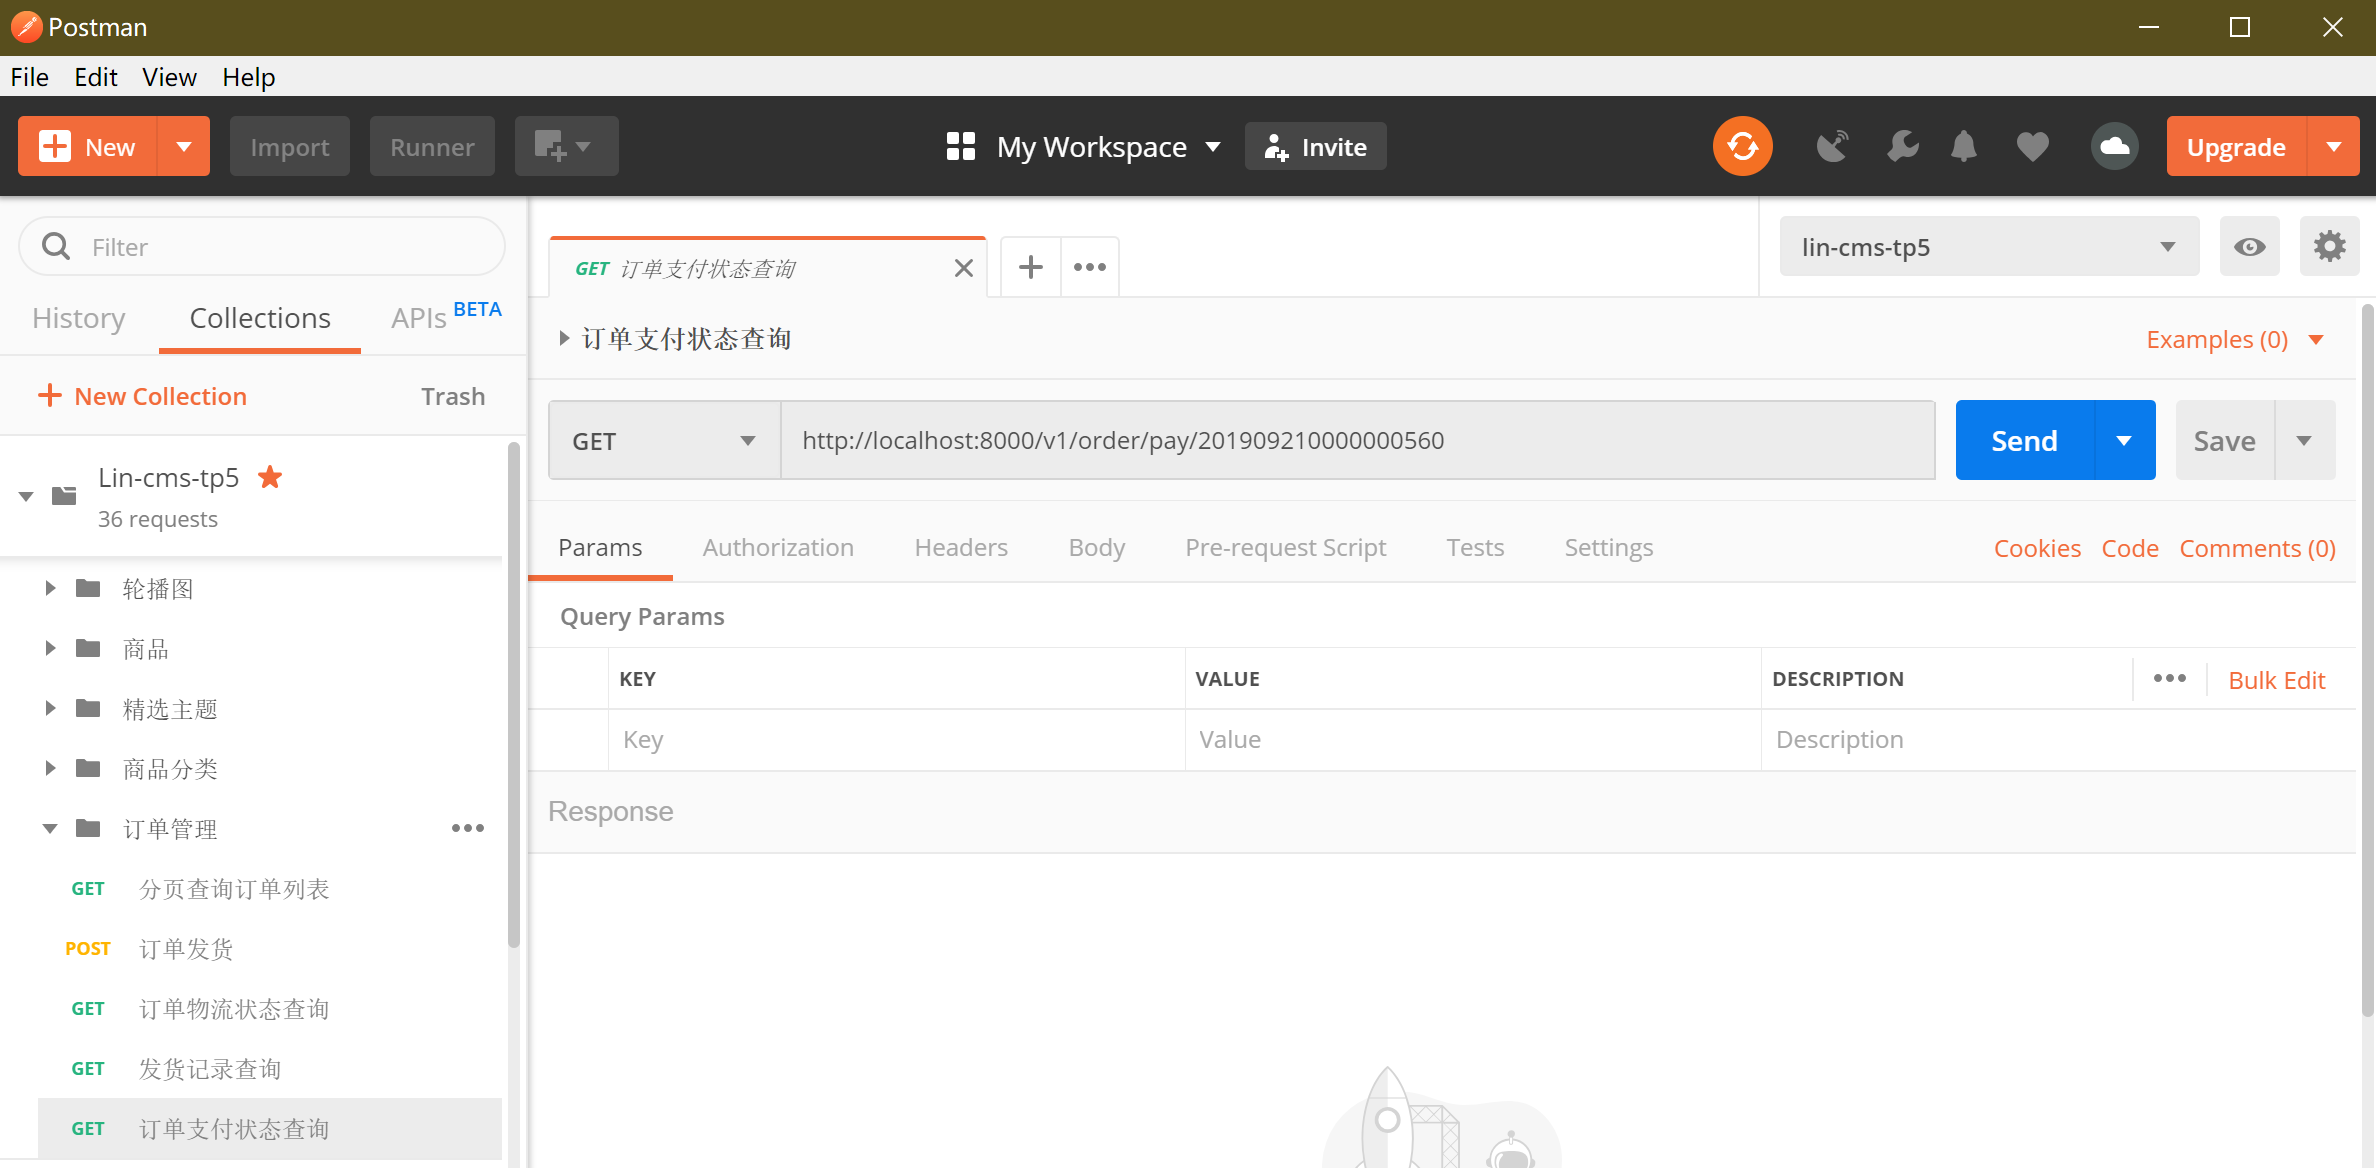 Postman
File Edit View Help
New Import Runner My Workspace Invite Upgrade
Filter
History Collections APIs BETA
New Collection Trash
Lin-cms-tp5
36 requests
轮播图
商品
精选主题
商品分类
订单管理
GET 分页查询订单列表
POST 订单发货
GET 订单物流状态查询
GET 发货记录查询
GET 订单支付状态查询
GET 订单支付状态查询
lin-cms-tp5
订单支付状态查询
Examples (0)
GET http://localhost:8000/v1/order/pay/201909210000000560 Send Save
Params Authorization Headers Body Pre-request Script Tests Settings Cookies Code Comments (0)
Query Params
KEY VALUE DESCRIPTION Bulk Edit
Key Value Description
Response